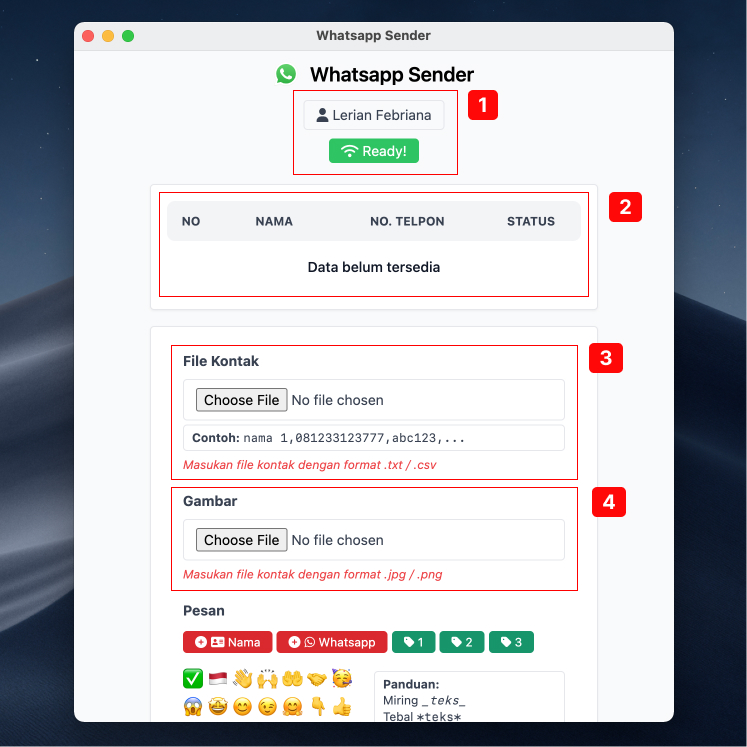 Whatsapp Sender
Whatsapp Sender
Lerian Febriana
1
Ready!
2
NO NAMA NO. TELPON STATUS
Data belum tersedia
3
File Kontak
Choose File No file chosen
Contoh: nama 1,081233123777,abc123,...
Masukan file kontak dengan format .txt / .csv
4
Gambar
Choose File No file chosen
Masukan file kontak dengan format .jpg / .png
Pesan
Nama Whatsapp 1 2 3
Panduan:
Miring _teks_
Tebal *teks*